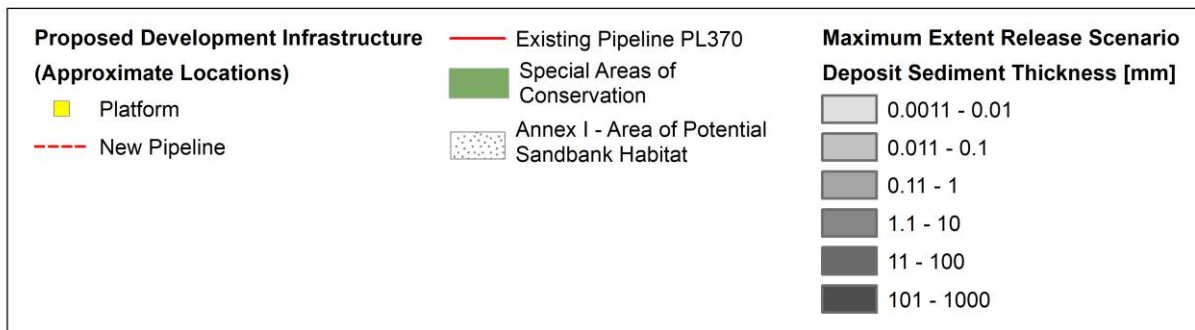 Proposed Development Infrastructure
(Approximate Locations)
Platform
New Pipeline
Existing Pipeline PL370
Special Areas of
Conservation
Annex I - Area of Potential
Sandbank Habitat
Maximum Extent Release Scenario
Deposit Sediment Thickness [mm]
0.0011 - 0.01
0.011 - 0.1
0.11 - 1
1.1 - 10
11 - 100
101 - 1000